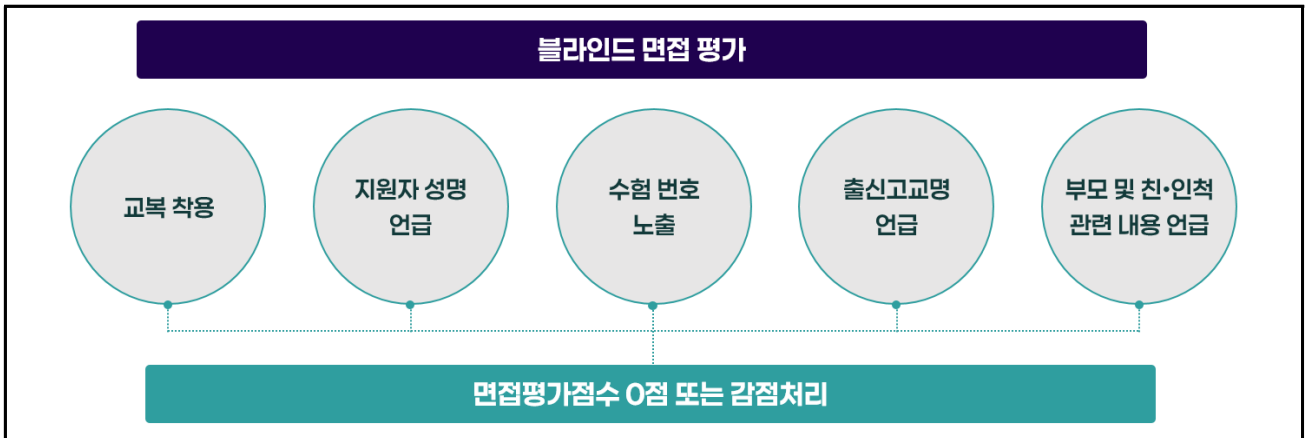 블라인드 면접 평가
교복 착용
지원자 성명
언급
수험 번호
노출
출신고교명
언급
부모 및 친•인척
관련 내용 언급
면접평가점수 0점 또는 감점처리